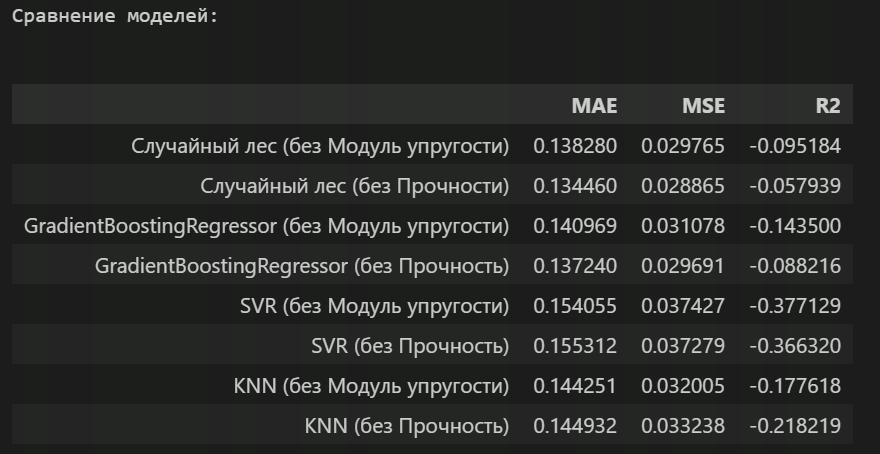 Сравнение моделей:
MAE MSE R2
Случайный лес (без Модуль упругости) 0.138280 0.029765 -0.095184
Случайный лес (без Прочности) 0.134460 0.028865 -0.057939
GradientBoostingRegressor (без Модуль упругости) 0.140969 0.031078 -0.143500
GradientBoostingRegressor (без Прочность) 0.137240 0.029691 -0.088216
SVR (без Модуль упругости) 0.154055 0.037427 -0.377129
SVR (без Прочность) 0.155312 0.037279 -0.366320
KNN (без Модуль упругости) 0.144251 0.032005 -0.177618
KNN (без Прочность) 0.144932 0.033238 -0.218219